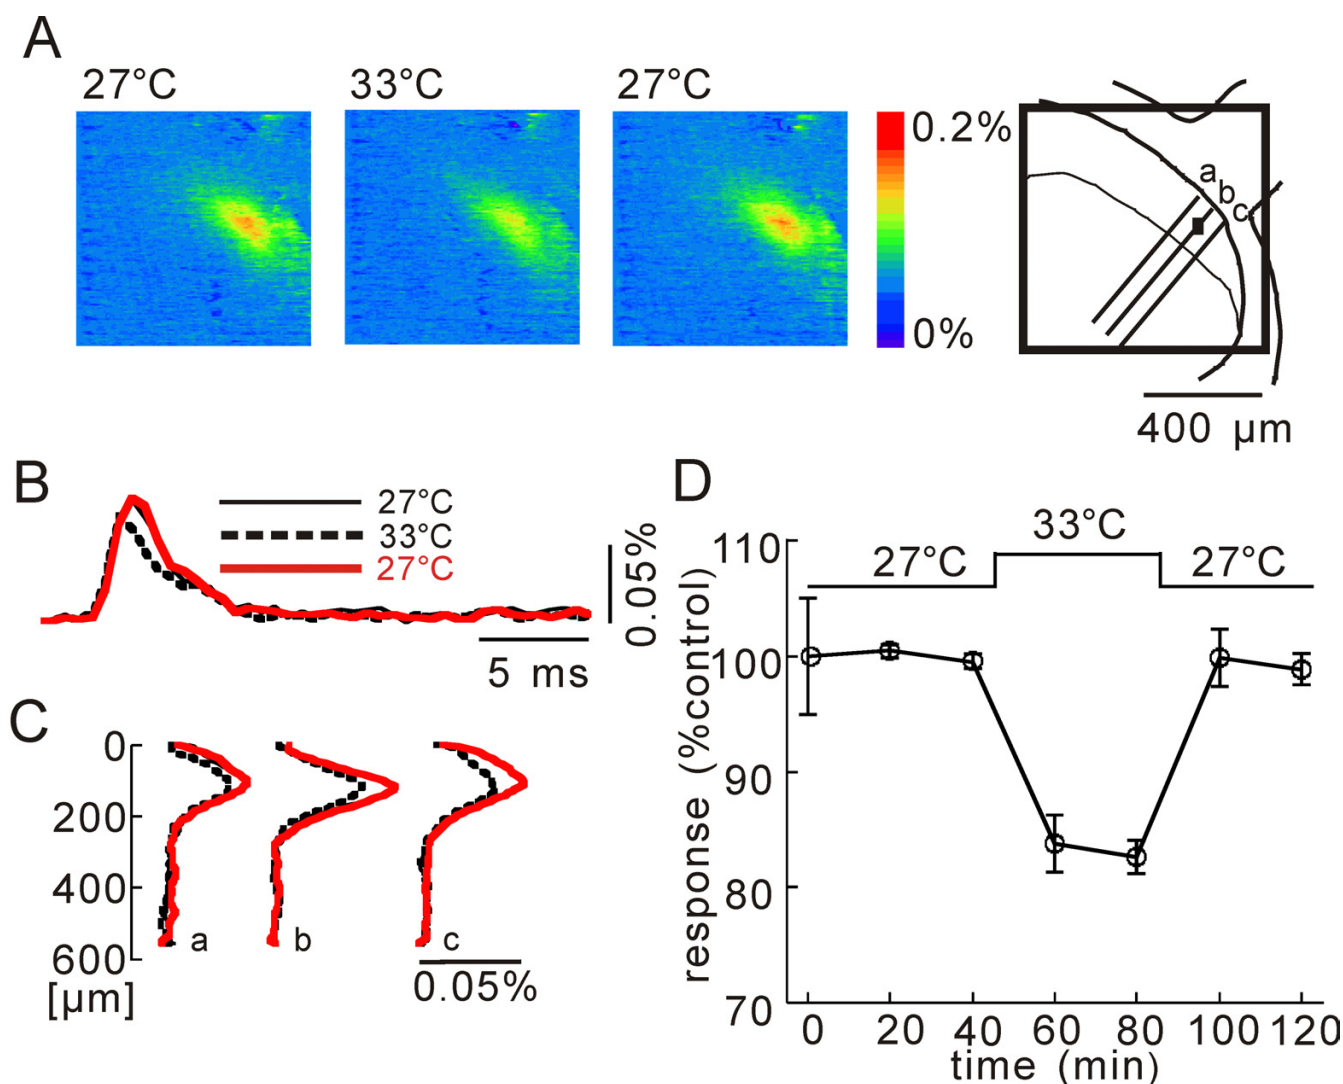 A
27°C
33°C
27°C
0.2%
0%
a
b
c
400 µm
B
27°C
33°C
27°C
0.05%
5 ms
C
0
200
400
600
[µm]
a
b
c
0.05%
D
33°C
27°C
27°C
110
100
90
80
70
response (%control)
0 20 40 60 80 100 120
time (min)